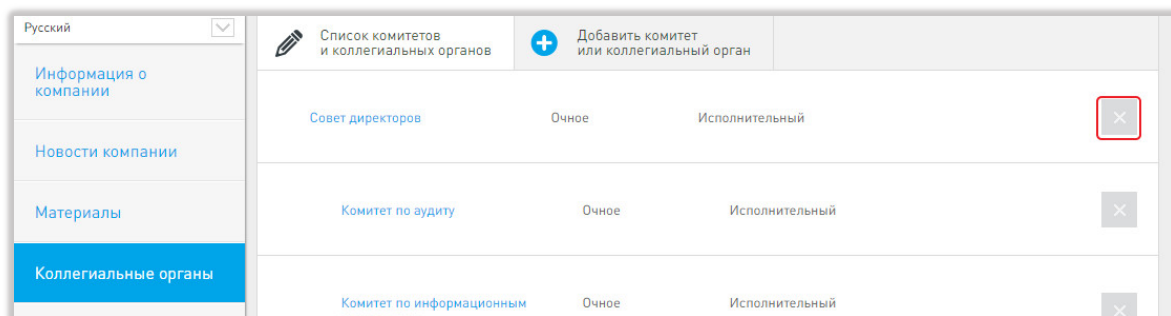 Русский
Информация о
компании
Новости компании
Материалы
Коллегиальные органы
Список комитетов
и коллегиальных органов
Добавить комитет
или коллегиальный орган
Совет директоров Очное Исполнительный
Комитет по аудиту Очное Исполнительный
Комитет по информационным Очное Исполнительный